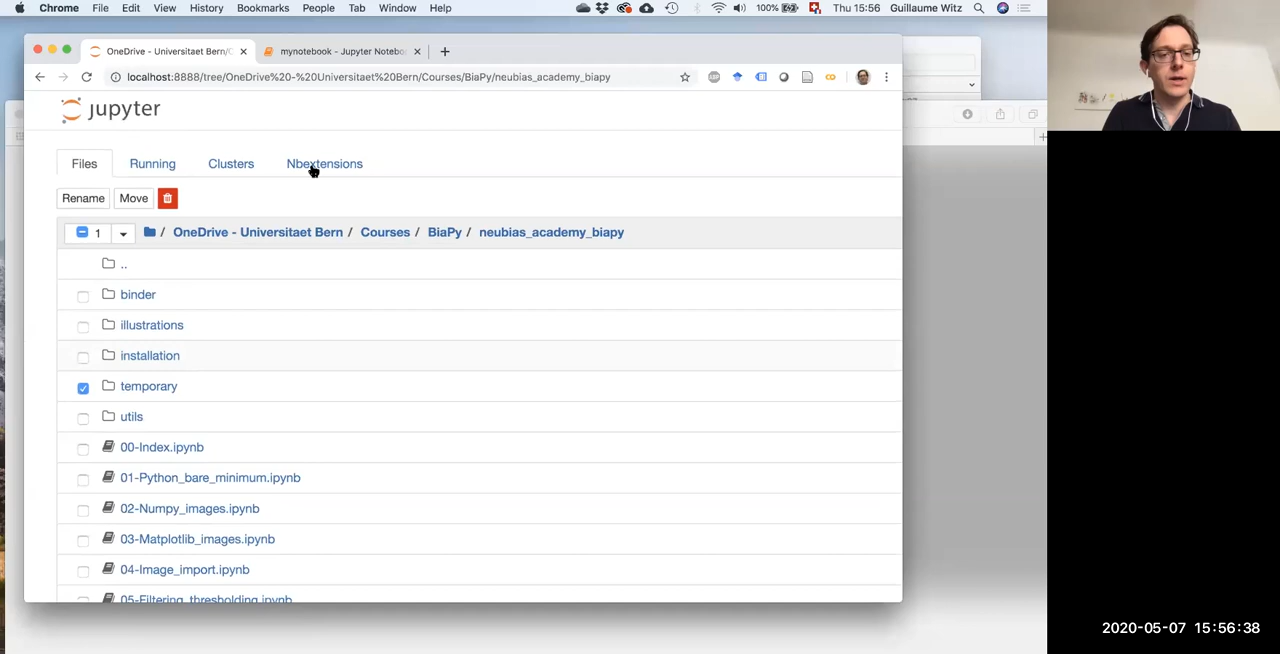 Chrome File Edit View History Bookmarks People Tab Window Help 100% Thu 15:56 Guillaume Witz
OneDrive - Universitaet Bern/C mynotebook - Jupyter Notebo
localhost:8888/tree/OneDrive%20-%20Universitaet%20Bern/Courses/BiaPy/neubias_academy_biapy
jupyter
Files Running Clusters Nbextensions
Rename Move
1 / OneDrive - Universitaet Bern / Courses / BiaPy / neubias_academy_biapy
..
binder
illustrations
installation
temporary
utils
00-Index.ipynb
01-Python_bare_minimum.ipynb
02-Numpy_images.ipynb
03-Matplotlib_images.ipynb
04-Image_import.ipynb
05-Filtering_thresholding.ipynb
2020-05-07 15:56:38